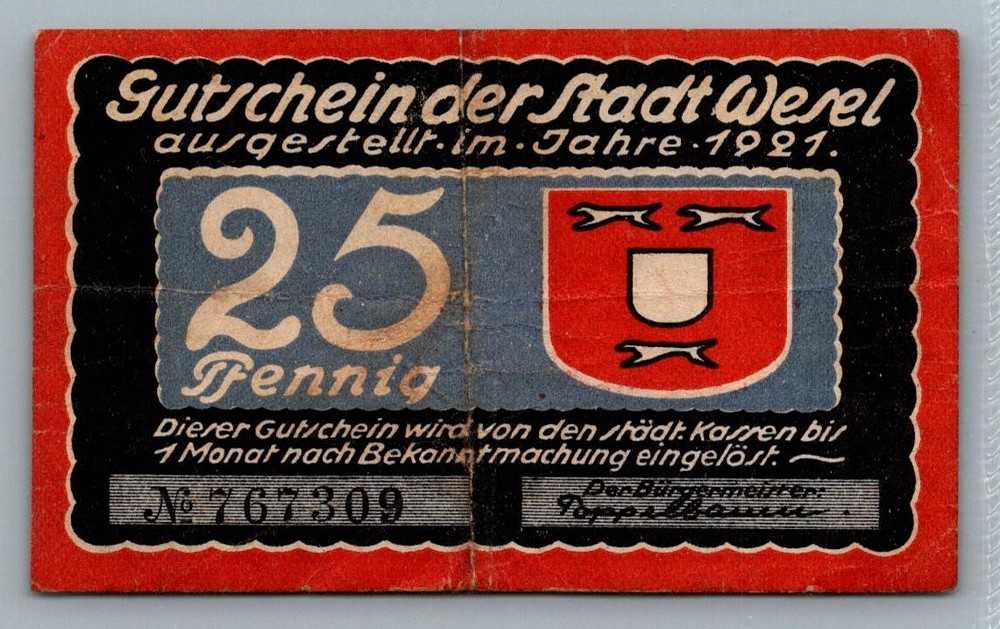 Gutschein der Stadt Wesel
ausgestellt · im · Jahre · 1921.
25
Pfennig
Dieser Gutschein wird von den städt. Kassen bis
1 Monat nach Bekanntmachung eingelöst.
№ 767309
Der Bürgermeister:
Poppelbaum.